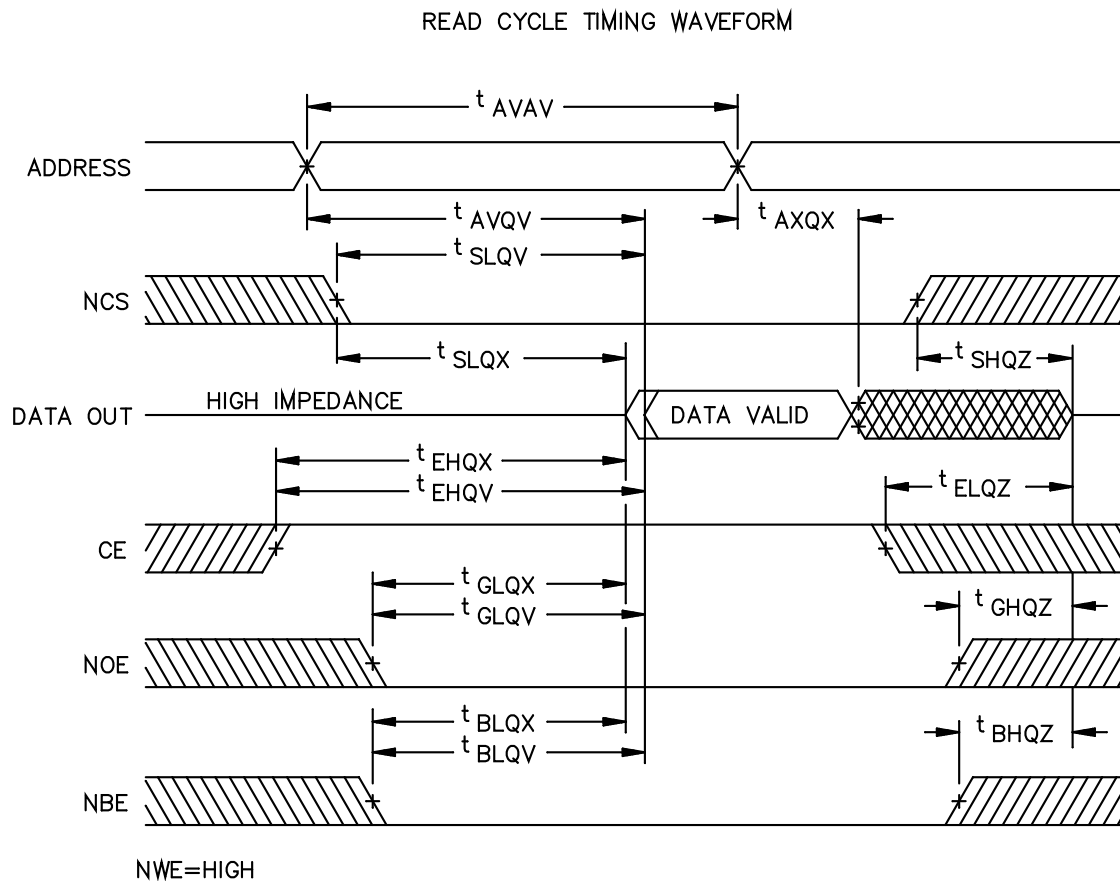 READ CYCLE TIMING WAVEFORM
t AVAV
ADDRESS
t AVQV
t AXQX
t SLQV
NCS
t SLQX
t SHQZ
HIGH IMPEDANCE
DATA OUT
DATA VALID
t EHQX
t EHQV
t ELQZ
CE
t GLQX
t GHQZ
t GLQV
NOE
t BLQX
t BHQZ
t BLQV
NBE
NWE=HIGH